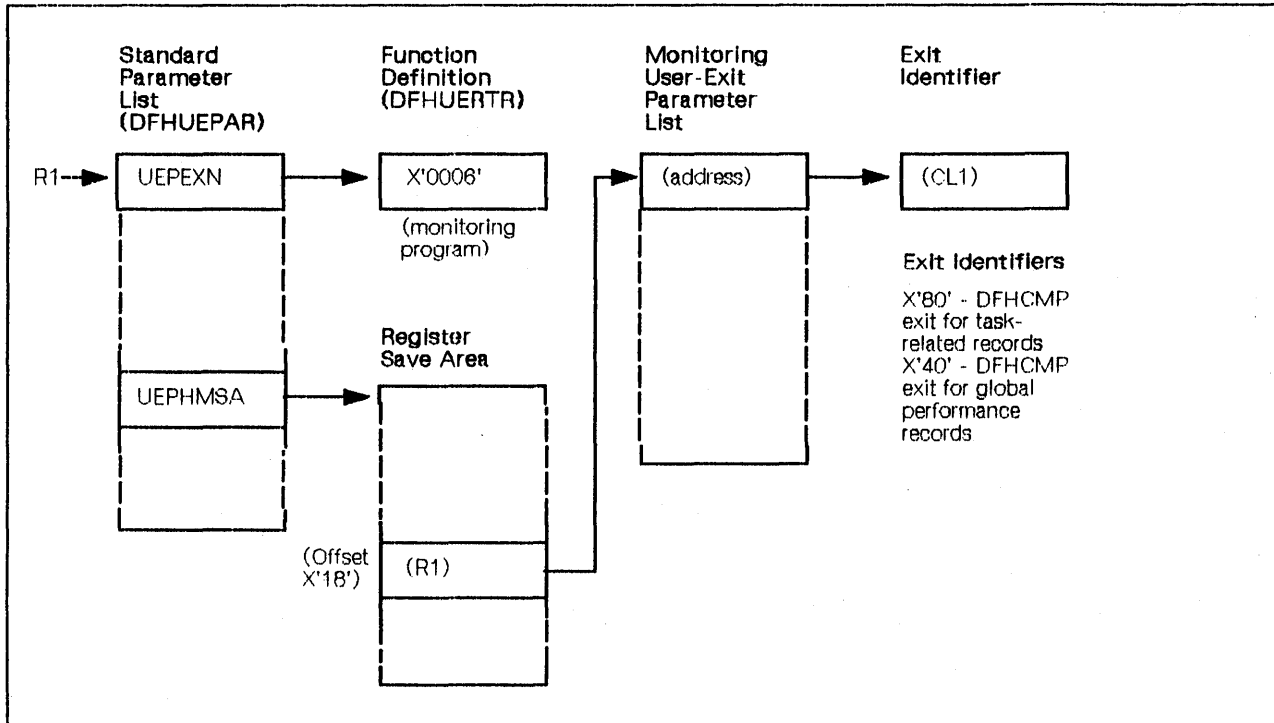 Standard
Parameter
List
(DFHUEPAR)
Function
Definition
(DFHUERTR)
Monitoring
User-Exit
Parameter
List
Exit
Identifier
R1
UEPEXN
X'0006'
(address)
(CL1)
(monitoring
program)
Exit Identifiers
X'80' - DFHCMP
exit for task-
related records
X'40' - DFHCMP
exit for global
performance
records
Register
Save Area
UEPHMSA
(Offset
X'18')
(R1)